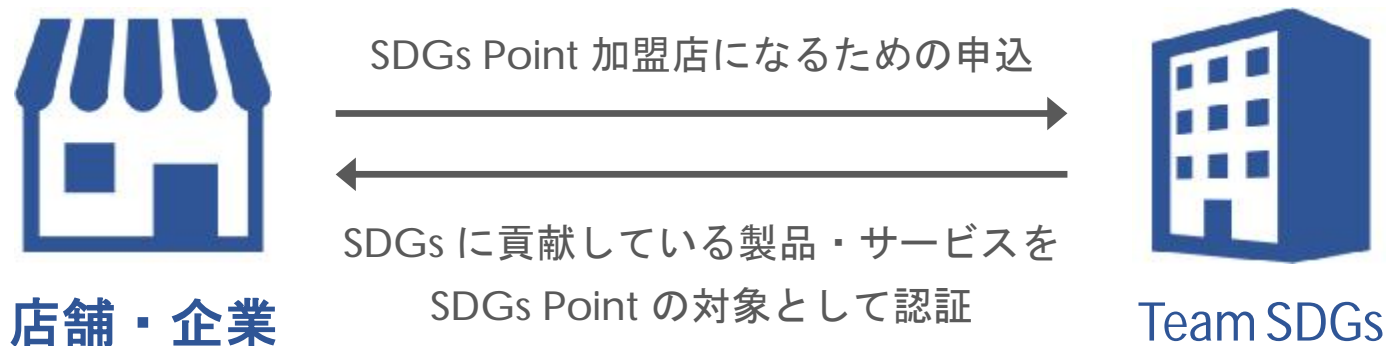 SDGs Point 加盟店になるための申込
SDGs に貢献している製品・サービスを
SDGs Point の対象として認証
店舗・企業
Team SDGs